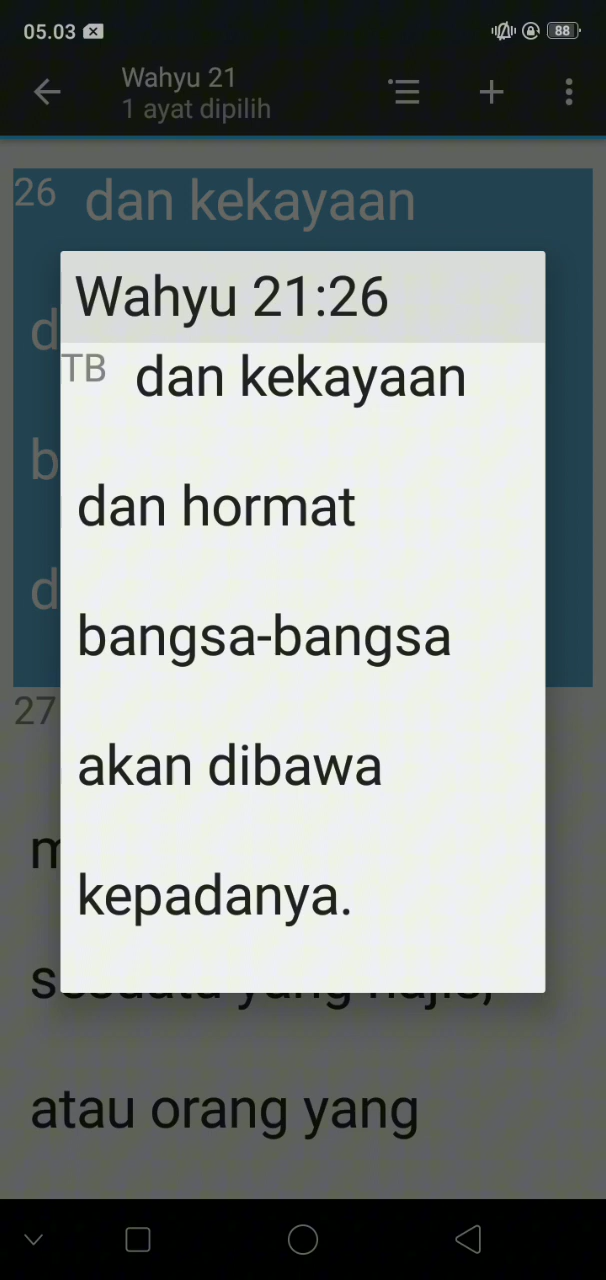 05.03
88
Wahyu 21
1 ayat dipilih
26 dan kekayaan
Wahyu 21:26
TB dan kekayaan
dan hormat
bangsa-bangsa
akan dibawa
kepadanya.
27
atau orang yang